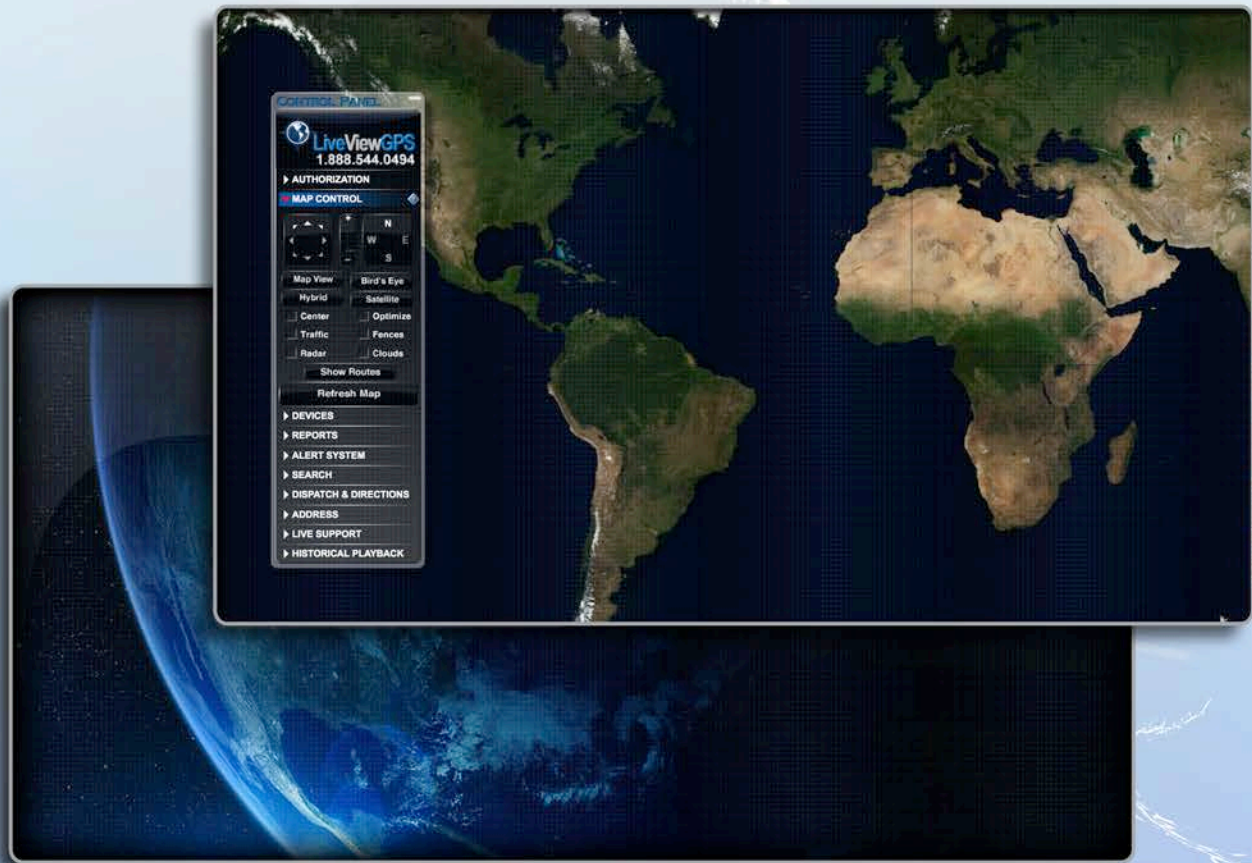 CONTROL PANEL
LiveViewGPS
1.888.544.0494
AUTHORIZATION
MAP CONTROL
+ N
W E
- S
Map View Bird's Eye
Hybrid Satellite
Center Optimize
Traffic Fences
Radar Clouds
Show Routes
Refresh Map
DEVICES
REPORTS
ALERT SYSTEM
SEARCH
DISPATCH & DIRECTIONS
ADDRESS
LIVE SUPPORT
HISTORICAL PLAYBACK